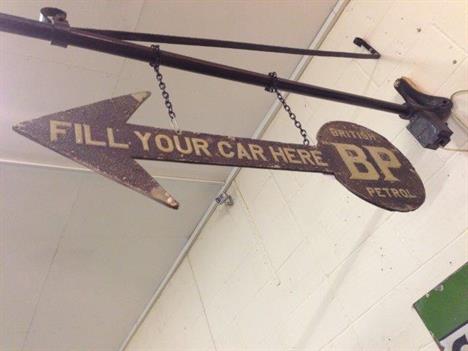 FILL YOUR CAR HERE
BRITISH
BP
PETROL